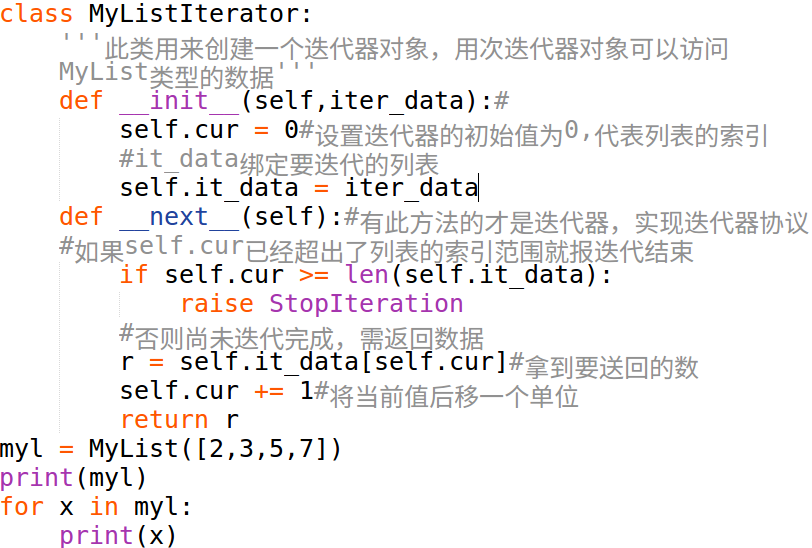 class MyListIterator:
    '''此类用来创建一个迭代器对象，用次迭代器对象可以访问
    MyList类型的数据'''
    def __init__(self,iter_data):#
        self.cur = 0#设置迭代器的初始值为0,代表列表的索引
        #it_data绑定要迭代的列表
        self.it_data = iter_data
    def __next__(self):#有此方法的才是迭代器，实现迭代器协议
    #如果self.cur已经超出了列表的索引范围就报迭代结束
        if self.cur >= len(self.it_data):
            raise StopIteration
        #否则尚未迭代完成，需返回数据
        r = self.it_data[self.cur]#拿到要送回的数
        self.cur += 1#将当前值后移一个单位
        return r
myl = MyList([2,3,5,7])
print(myl)
for x in myl:
    print(x)